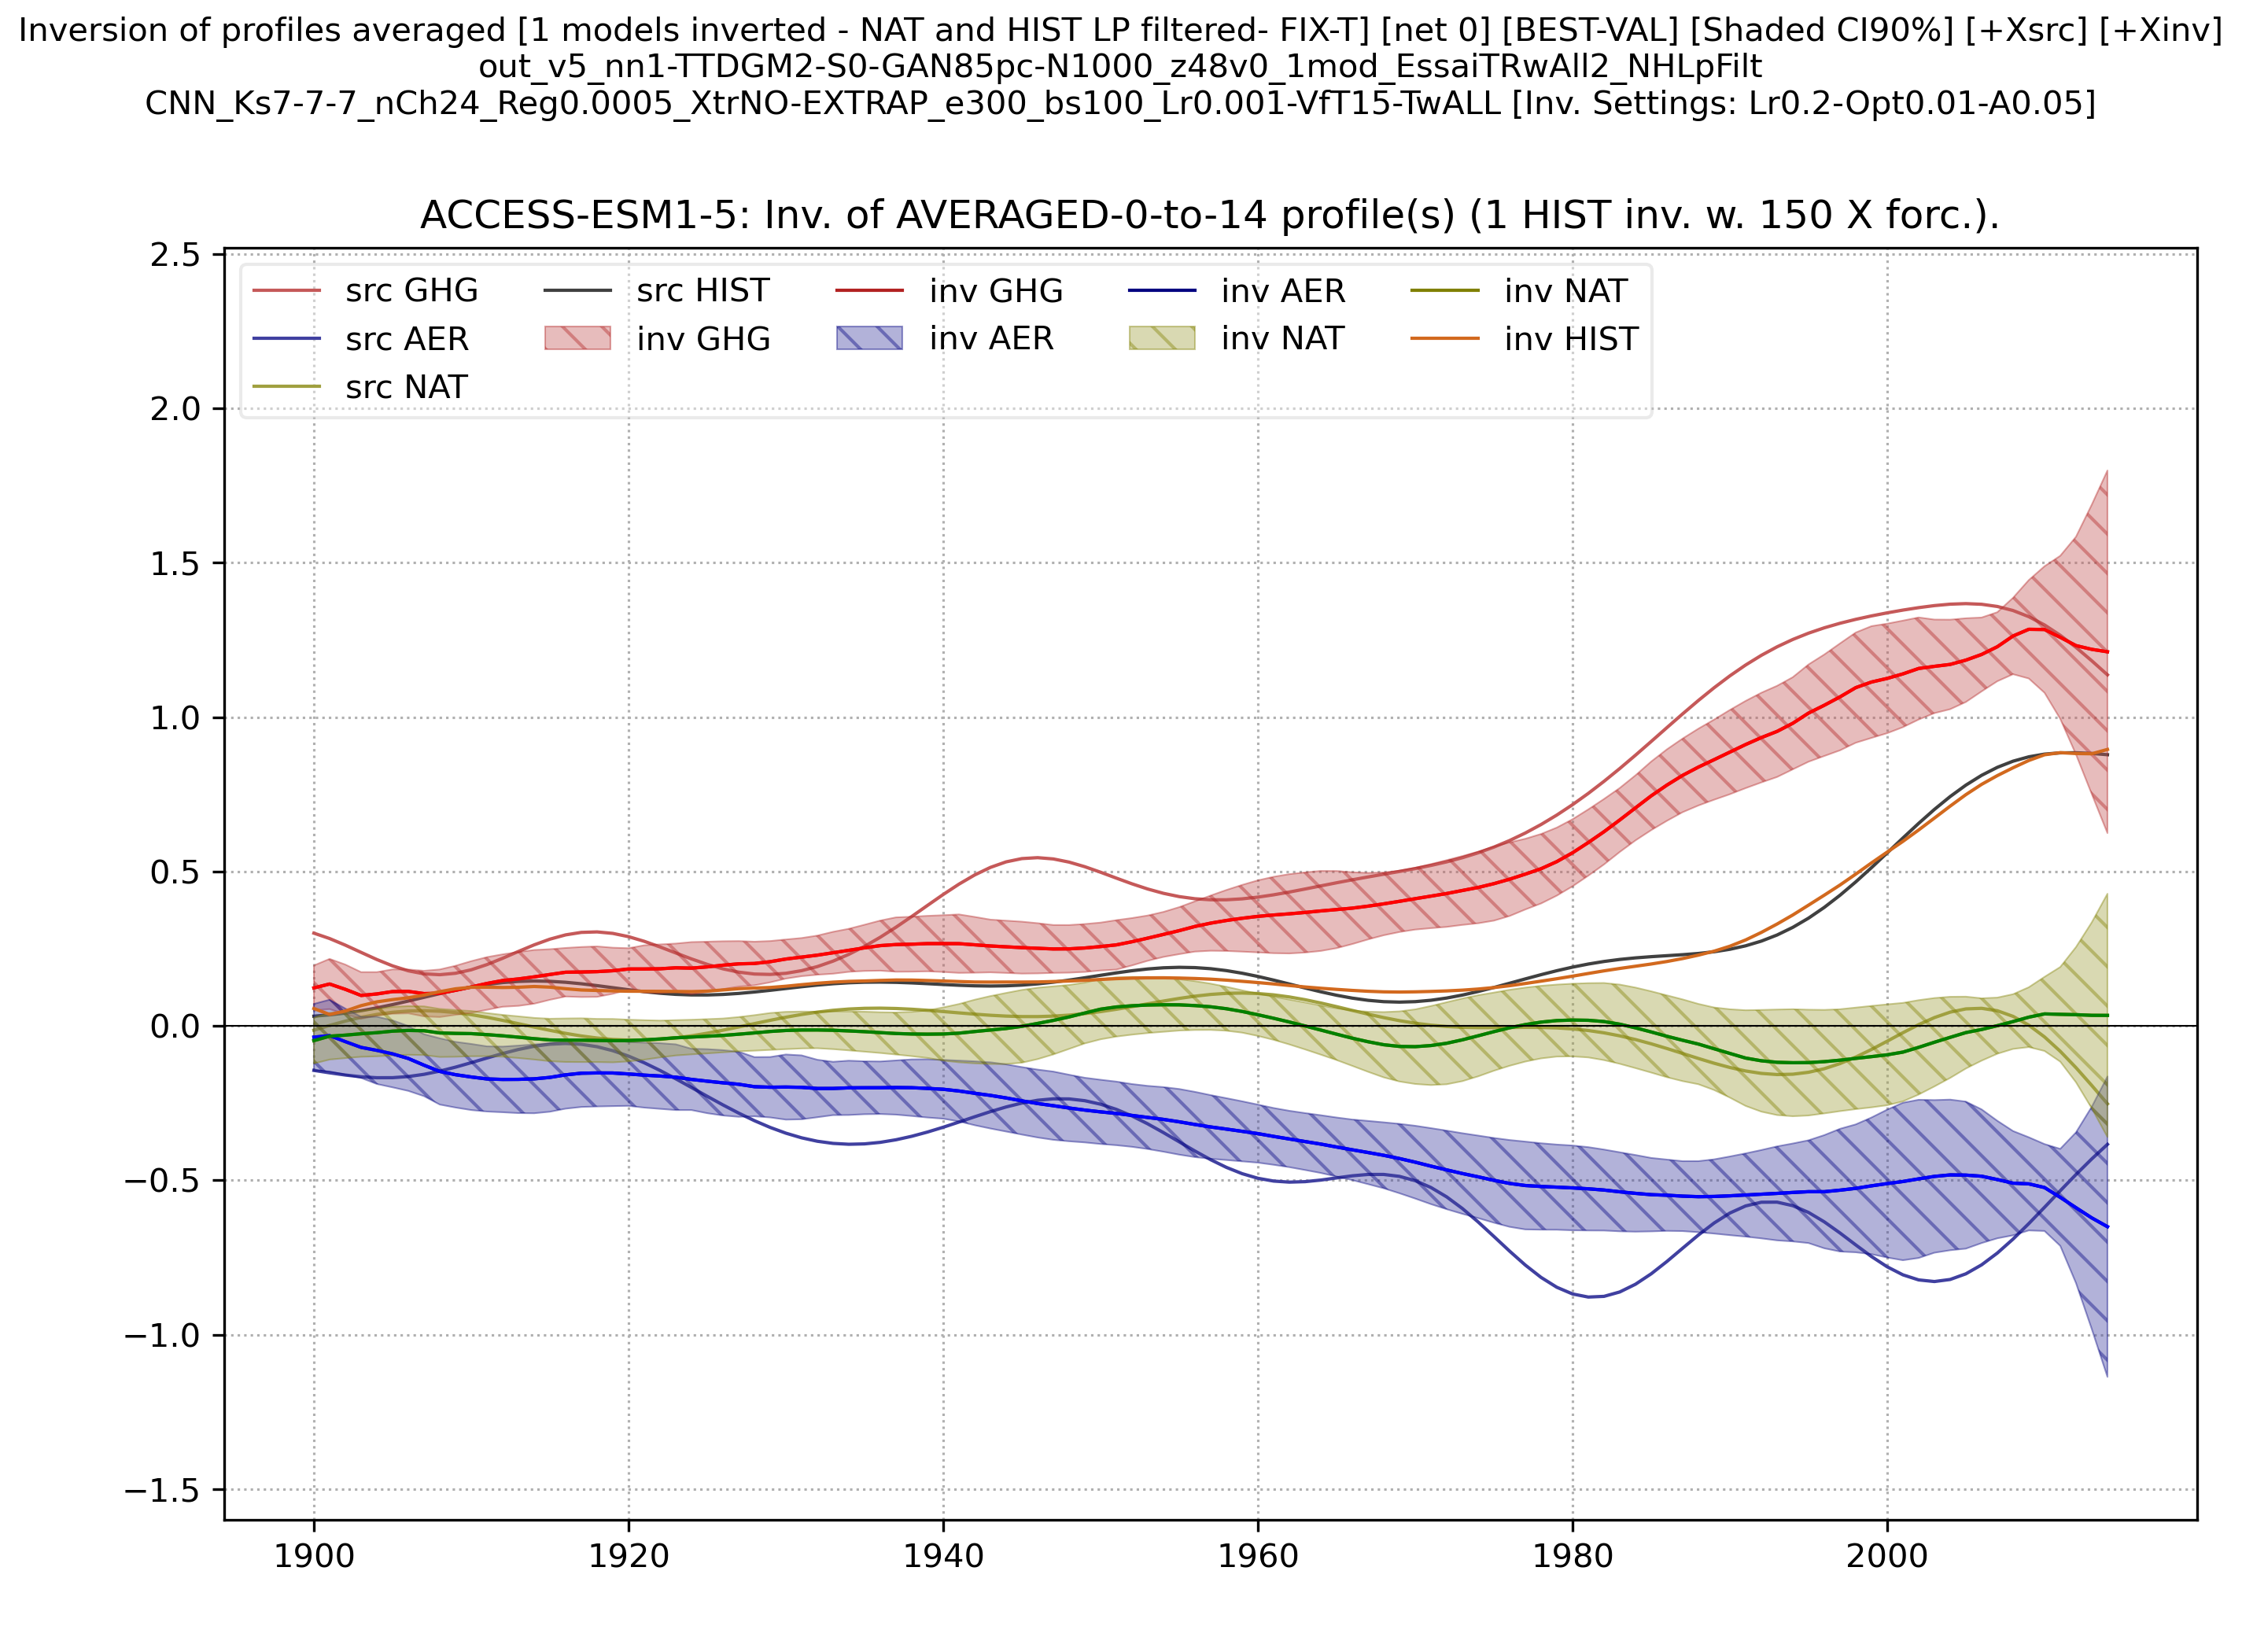 Inversion of profiles averaged [1 models inverted - NAT and HIST LP filtered- FIX-T] [net 0] [BEST-VAL] [Shaded CI90%] [+Xsrc] [+Xinv]
out_v5_nn1-TTDGM2-S0-GAN85pc-N1000_z48v0_1mod_EssaiTRwAll2_NHLpFilt
CNN_Ks7-7-7_nCh24_Reg0.0005_XtrNO-EXTRAP_e300_bs100_Lr0.001-VfT15-TwALL [Inv. Settings: Lr0.2-Opt0.01-A0.05]
ACCESS-ESM1-5: Inv. of AVERAGED-0-to-14 profile(s) (1 HIST inv. w. 150 X forc.).
src GHG src HIST inv GHG inv AER inv NAT
src AER inv GHG inv AER inv NAT inv HIST
src NAT
2.5
2.0
1.5
1.0
0.5
0.0
−0.5
−1.0
−1.5
1900 1920 1940 1960 1980 2000